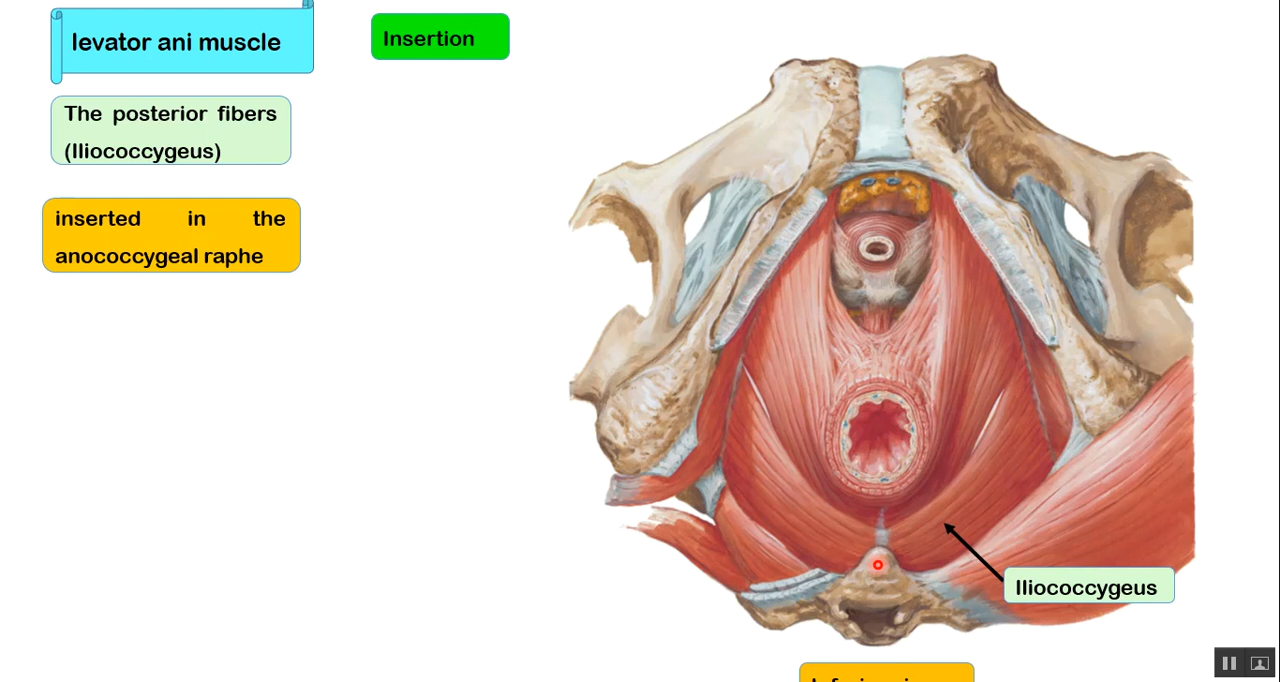 levator ani muscle
Insertion
The posterior fibers
(Iliococcygeus)
inserted in the
anococcygeal raphe
Iliococcygeus